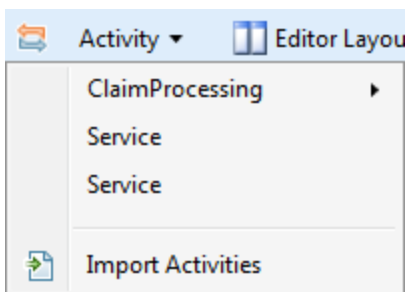 Activity Editor Layou
ClaimProcessing
Service
Service
Import Activities